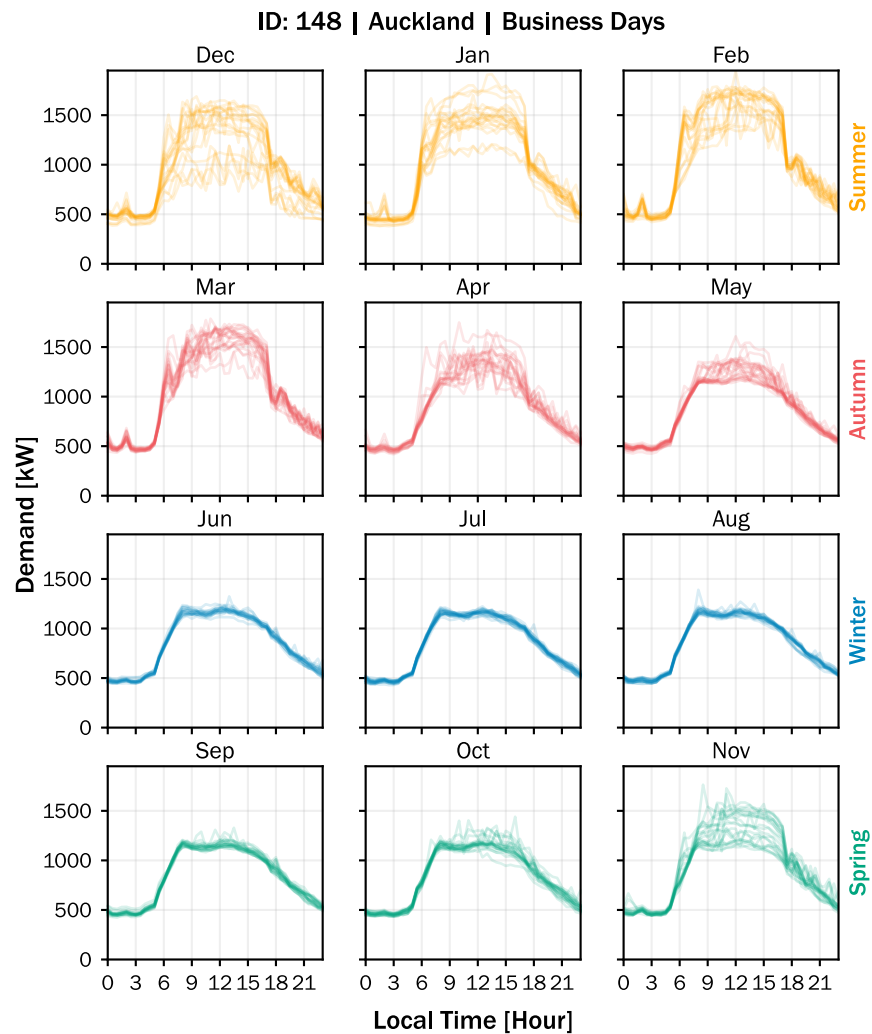 ID: 148 | Auckland | Business Days
Dec Jan Feb
1500
1000
500
0
Summer
Mar Apr May
1500
1000
500
0
Autumn
Demand [kW]
Jun Jul Aug
1500
1000
500
0
Winter
Sep Oct Nov
1500
1000
500
0
Spring
0 3 6 9 12 15 18 21 0 3 6 9 12 15 18 21 0 3 6 9 12 15 18 21
Local Time [Hour]